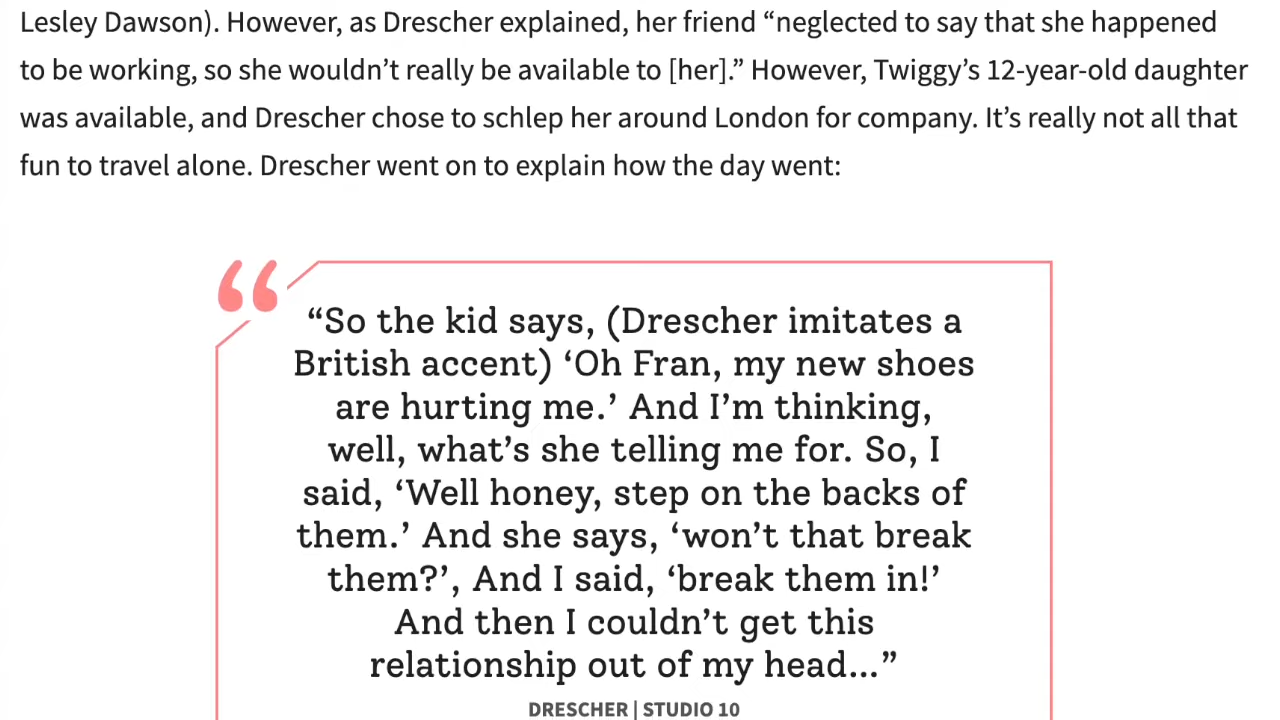 Lesley Dawson). However, as Drescher explained, her friend “neglected to say that she happened
to be working, so she wouldn’t really be available to [her].” However, Twiggy’s 12-year-old daughter
was available, and Drescher chose to schlep her around London for company. It’s really not all that
fun to travel alone. Drescher went on to explain how the day went:
“
“So the kid says, (Drescher imitates a
British accent) ‘Oh Fran, my new shoes
are hurting me.’ And I’m thinking,
well, what’s she telling me for. So, I
said, ‘Well honey, step on the backs of
them.’ And she says, ‘won’t that break
them?’, And I said, ‘break them in!’
And then I couldn’t get this
relationship out of my head...”
DRESCHER | STUDIO 10